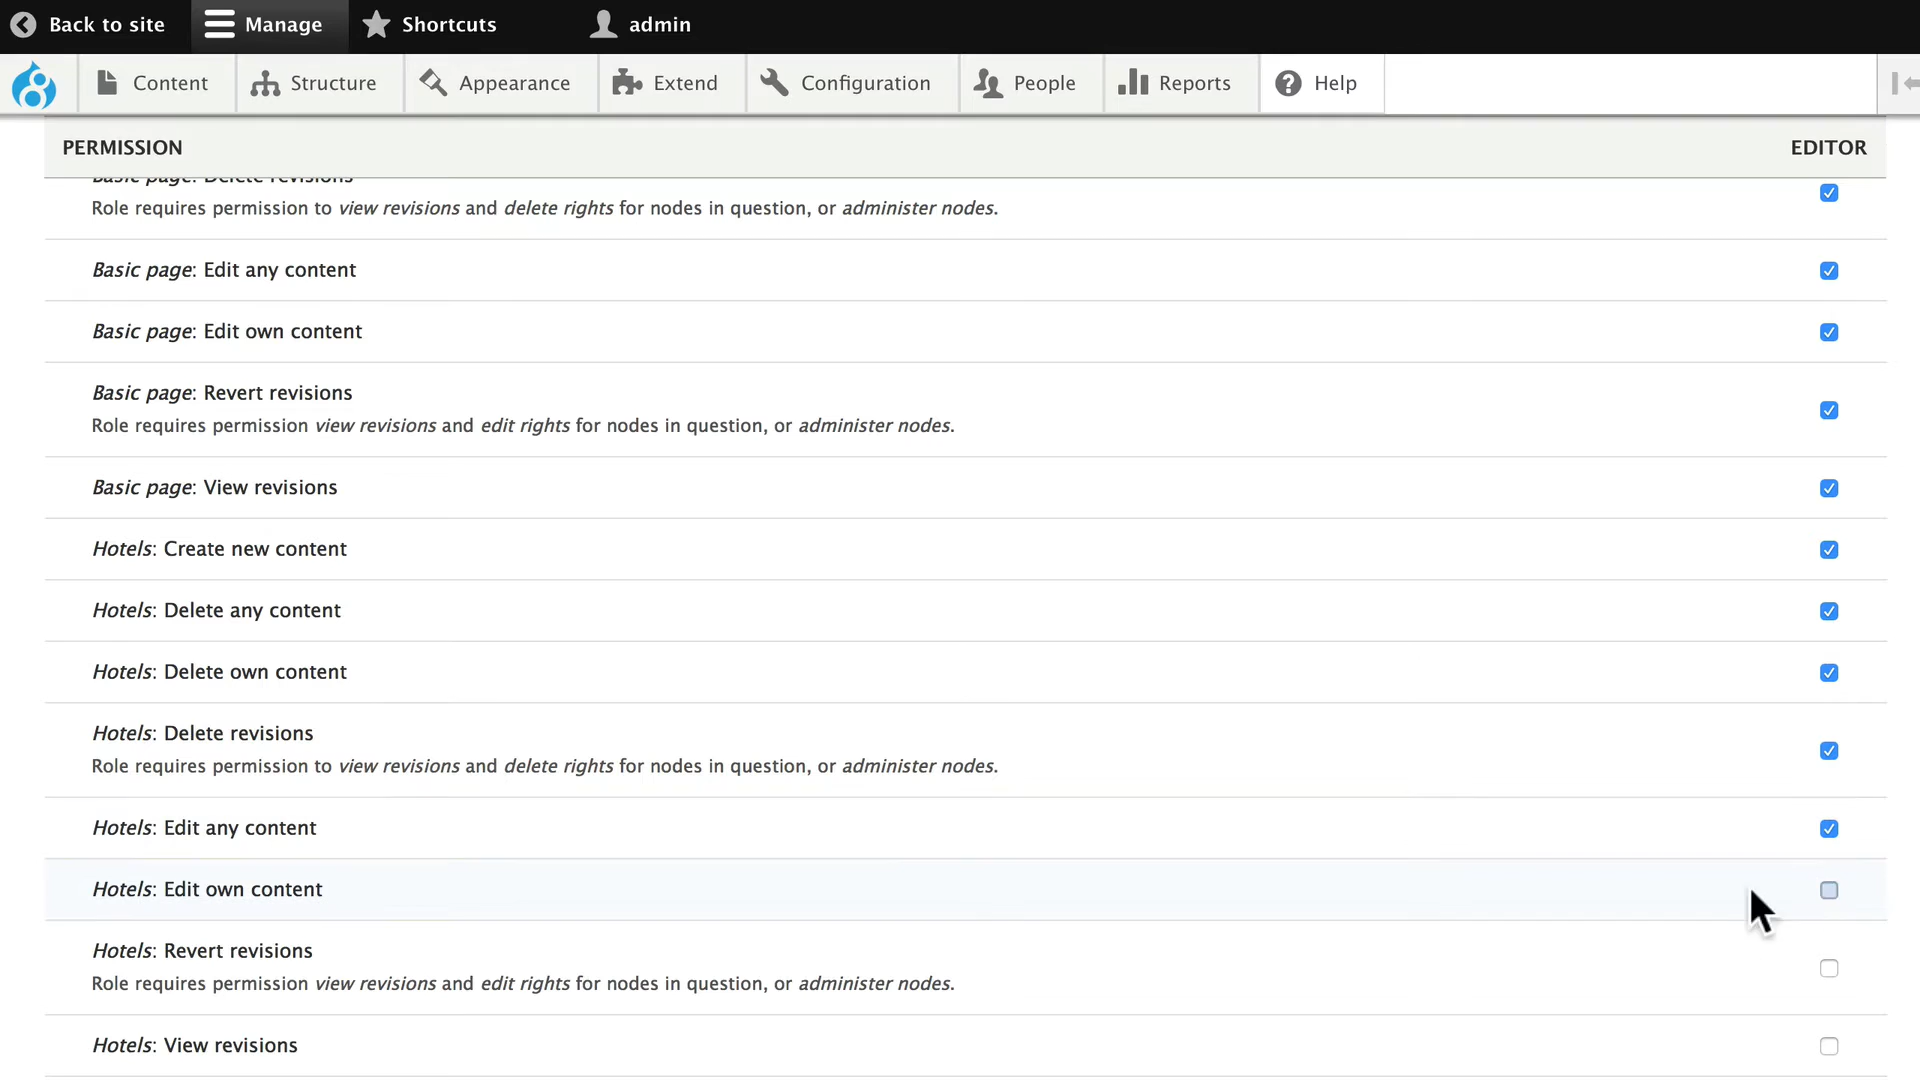 Back to site
Manage
Shortcuts
admin
Content
Structure
Appearance
Extend
Configuration
People
Reports
Help
PERMISSION
EDITOR
Basic page: Delete revisions
Role requires permission to view revisions and delete rights for nodes in question, or administer nodes.
Basic page: Edit any content
Basic page: Edit own content
Basic page: Revert revisions
Role requires permission view revisions and edit rights for nodes in question, or administer nodes.
Basic page: View revisions
Hotels: Create new content
Hotels: Delete any content
Hotels: Delete own content
Hotels: Delete revisions
Role requires permission to view revisions and delete rights for nodes in question, or administer nodes.
Hotels: Edit any content
Hotels: Edit own content
Hotels: Revert revisions
Role requires permission view revisions and edit rights for nodes in question, or administer nodes.
Hotels: View revisions